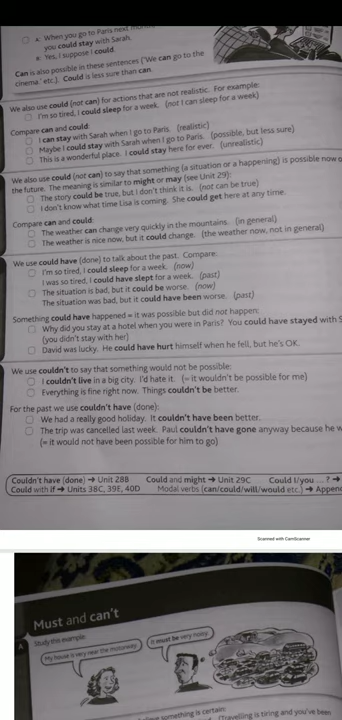 A: When you go to Paris next
you could stay with Sarah.
B: Yes, I suppose I could.
Can is also possible in these sentences ('We can go to the
cinema.' etc.). Could is less sure than can.
We also use could (not can) for actions that are not realistic. For example:
I'm so tired, I could sleep for a week. (not I can sleep for a week)
Compare can and could:
I can stay with Sarah when I go to Paris. (realistic)
Maybe I could stay with Sarah when I go to Paris. (possible, but less sure)
This is a wonderful place. I could stay here for ever. (unrealistic)
We also use could (not can) to say that something (a situation or a happening) is possible now o
the future. The meaning is similar to might or may (see Unit 29):
The story could be true, but I don't think it is. (not can be true)
I don't know what time Lisa is coming. She could get here at any time.
Compare can and could:
The weather can change very quickly in the mountains. (in general)
The weather is nice now, but it could change. (the weather now, not in general)
We use could have (done) to talk about the past. Compare:
I'm so tired, I could sleep for a week. (now)
I was so tired, I could have slept for a week. (past)
The situation is bad, but it could be worse. (now)
The situation was bad, but it could have been worse. (past)
Something could have happened = it was possible but did not happen:
Why did you stay at a hotel when you were in Paris? You could have stayed with S
(you didn't stay with her)
David was lucky. He could have hurt himself when he fell, but he's OK.
We use couldn't to say that something would not be possible:
I couldn't live in a big city. I'd hate it. (= it wouldn't be possible for me)
Everything is fine right now. Things couldn't be better.
For the past we use couldn't have (done):
We had a really good holiday. It couldn't have been better.
The trip was cancelled last week. Paul couldn't have gone anyway because he w
(= it would not have been possible for him to go)
Couldn't have (done) → Unit 28B Could and might → Unit 29C Could I/you ... ? →
Could with if → Units 38C, 39E, 40D Modal verbs (can/could/will/would etc.) → Append
Scanned with CamScanner
Must and can't
A Study this example:
My house is very near the motorway.
It must be very noisy.
something is certain:
(Travelling is tiring and you've been